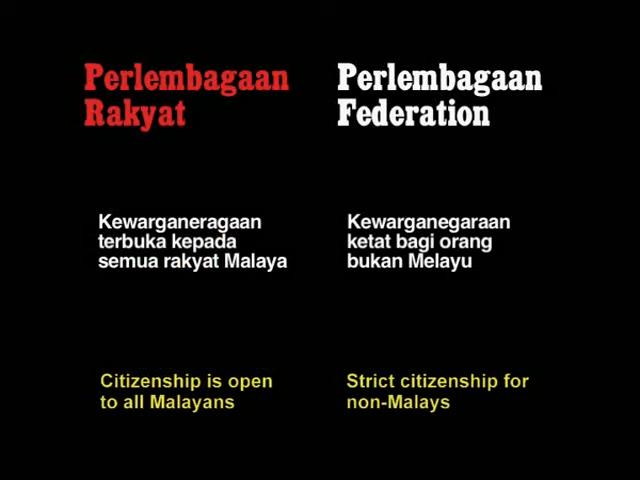 Perlembagaan
Rakyat
Perlembagaan
Federation
Kewarganeragaan
terbuka kepada
semua rakyat Malaya
Kewarganegaraan
ketat bagi orang
bukan Melayu
Citizenship is open
to all Malayans
Strict citizenship for
non-Malays